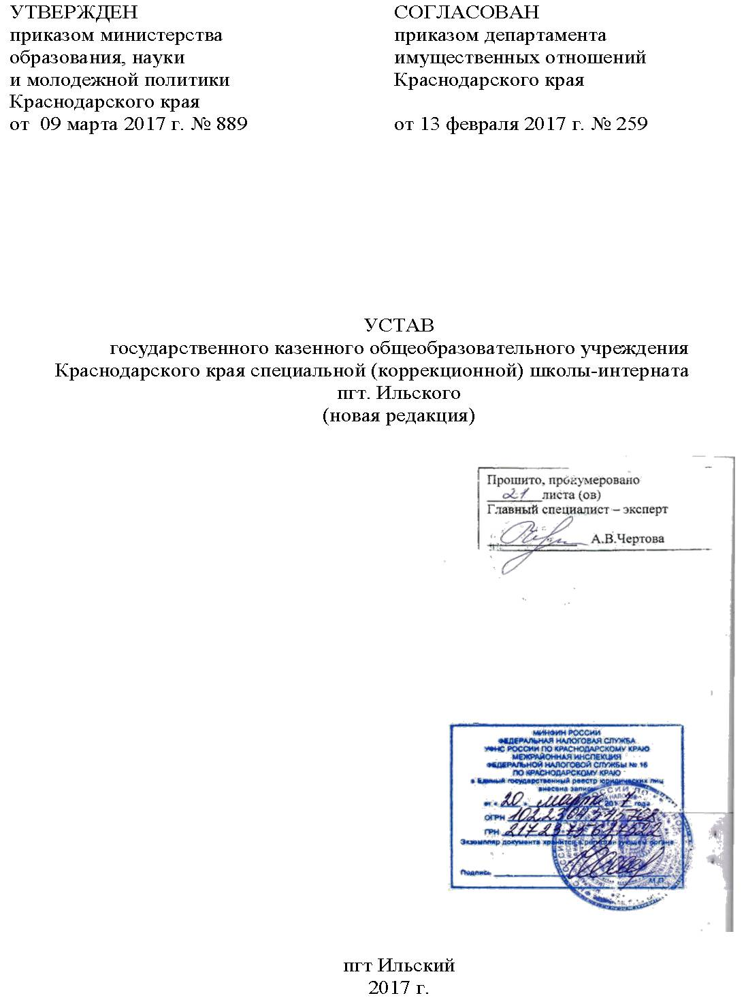 УТВЕРЖДЕН
приказом министерства
образования, науки
и молодежной политики
Краснодарского края
от 09 марта 2017 г. № 889
СОГЛАСОВАН
приказом департамента
имущественных отношений
Краснодарского края
от 13 февраля 2017 г. № 259
УСТАВ
государственного казенного общеобразовательного учреждения
Краснодарского края специальной (коррекционной) школы-интерната
пгт. Ильского
(новая редакция)
Прошито, пронумеровано
21 листа (ов)
Главный специалист – эксперт
А.В.Чертова
МИНФИН РОССИИ
ФЕДЕРАЛЬНАЯ НАЛОГОВАЯ СЛУЖБА
УФНС РОССИИ ПО КРАСНОДАРСКОМУ КРАЮ
МЕЖРАЙОННАЯ ИНСПЕКЦИЯ
ФЕДЕРАЛЬНОЙ НАЛОГОВОЙ СЛУЖБЫ № 16
ПО КРАСНОДАРСКОМУ КРАЮ
в Единый государственный реестр юридических лиц
внесена запись
от « 20 » марта 2017 года
ОГРН 1022304545768
ГРН
Экземпляр документа хранится в регистрирующем органе
Подпись
М.П.
пгт Ильский
2017 г.